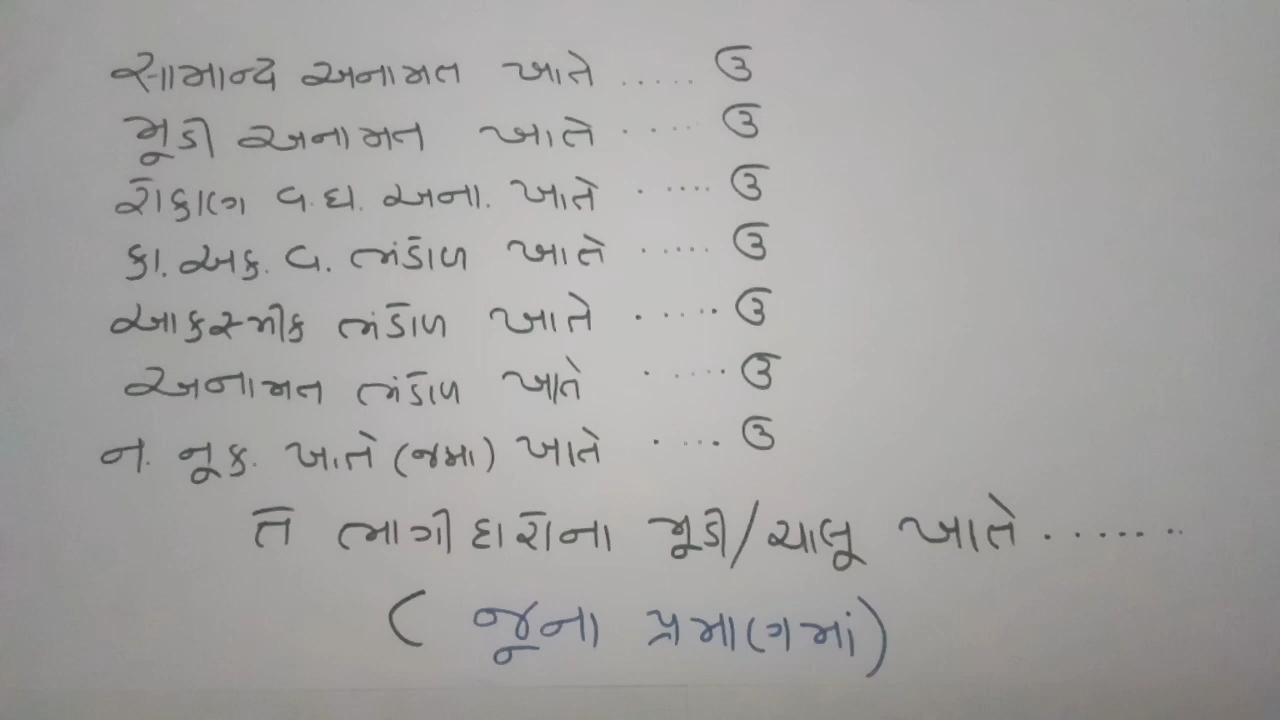 સામાન્ય અનામત ખાતે ..... ઉ
મૂડી અનામત ખાતે ..... ઉ
રોકાણ વ.ઘ. અના. ખાતે ..... ઉ
કા. અક. વ. ભંડોળ ખાતે ..... ઉ
આકસ્મીક ભંડોળ ખાતે ..... ઉ
અનામત ભંડોળ ખાતે ..... ઉ
ન. નૂક. ખાતે (જમા) ખાતે ..... ઉ
તે ભાગીદારોના મૂડી/ચાલૂ ખાતે .......
( જૂના પ્રમાણમાં)